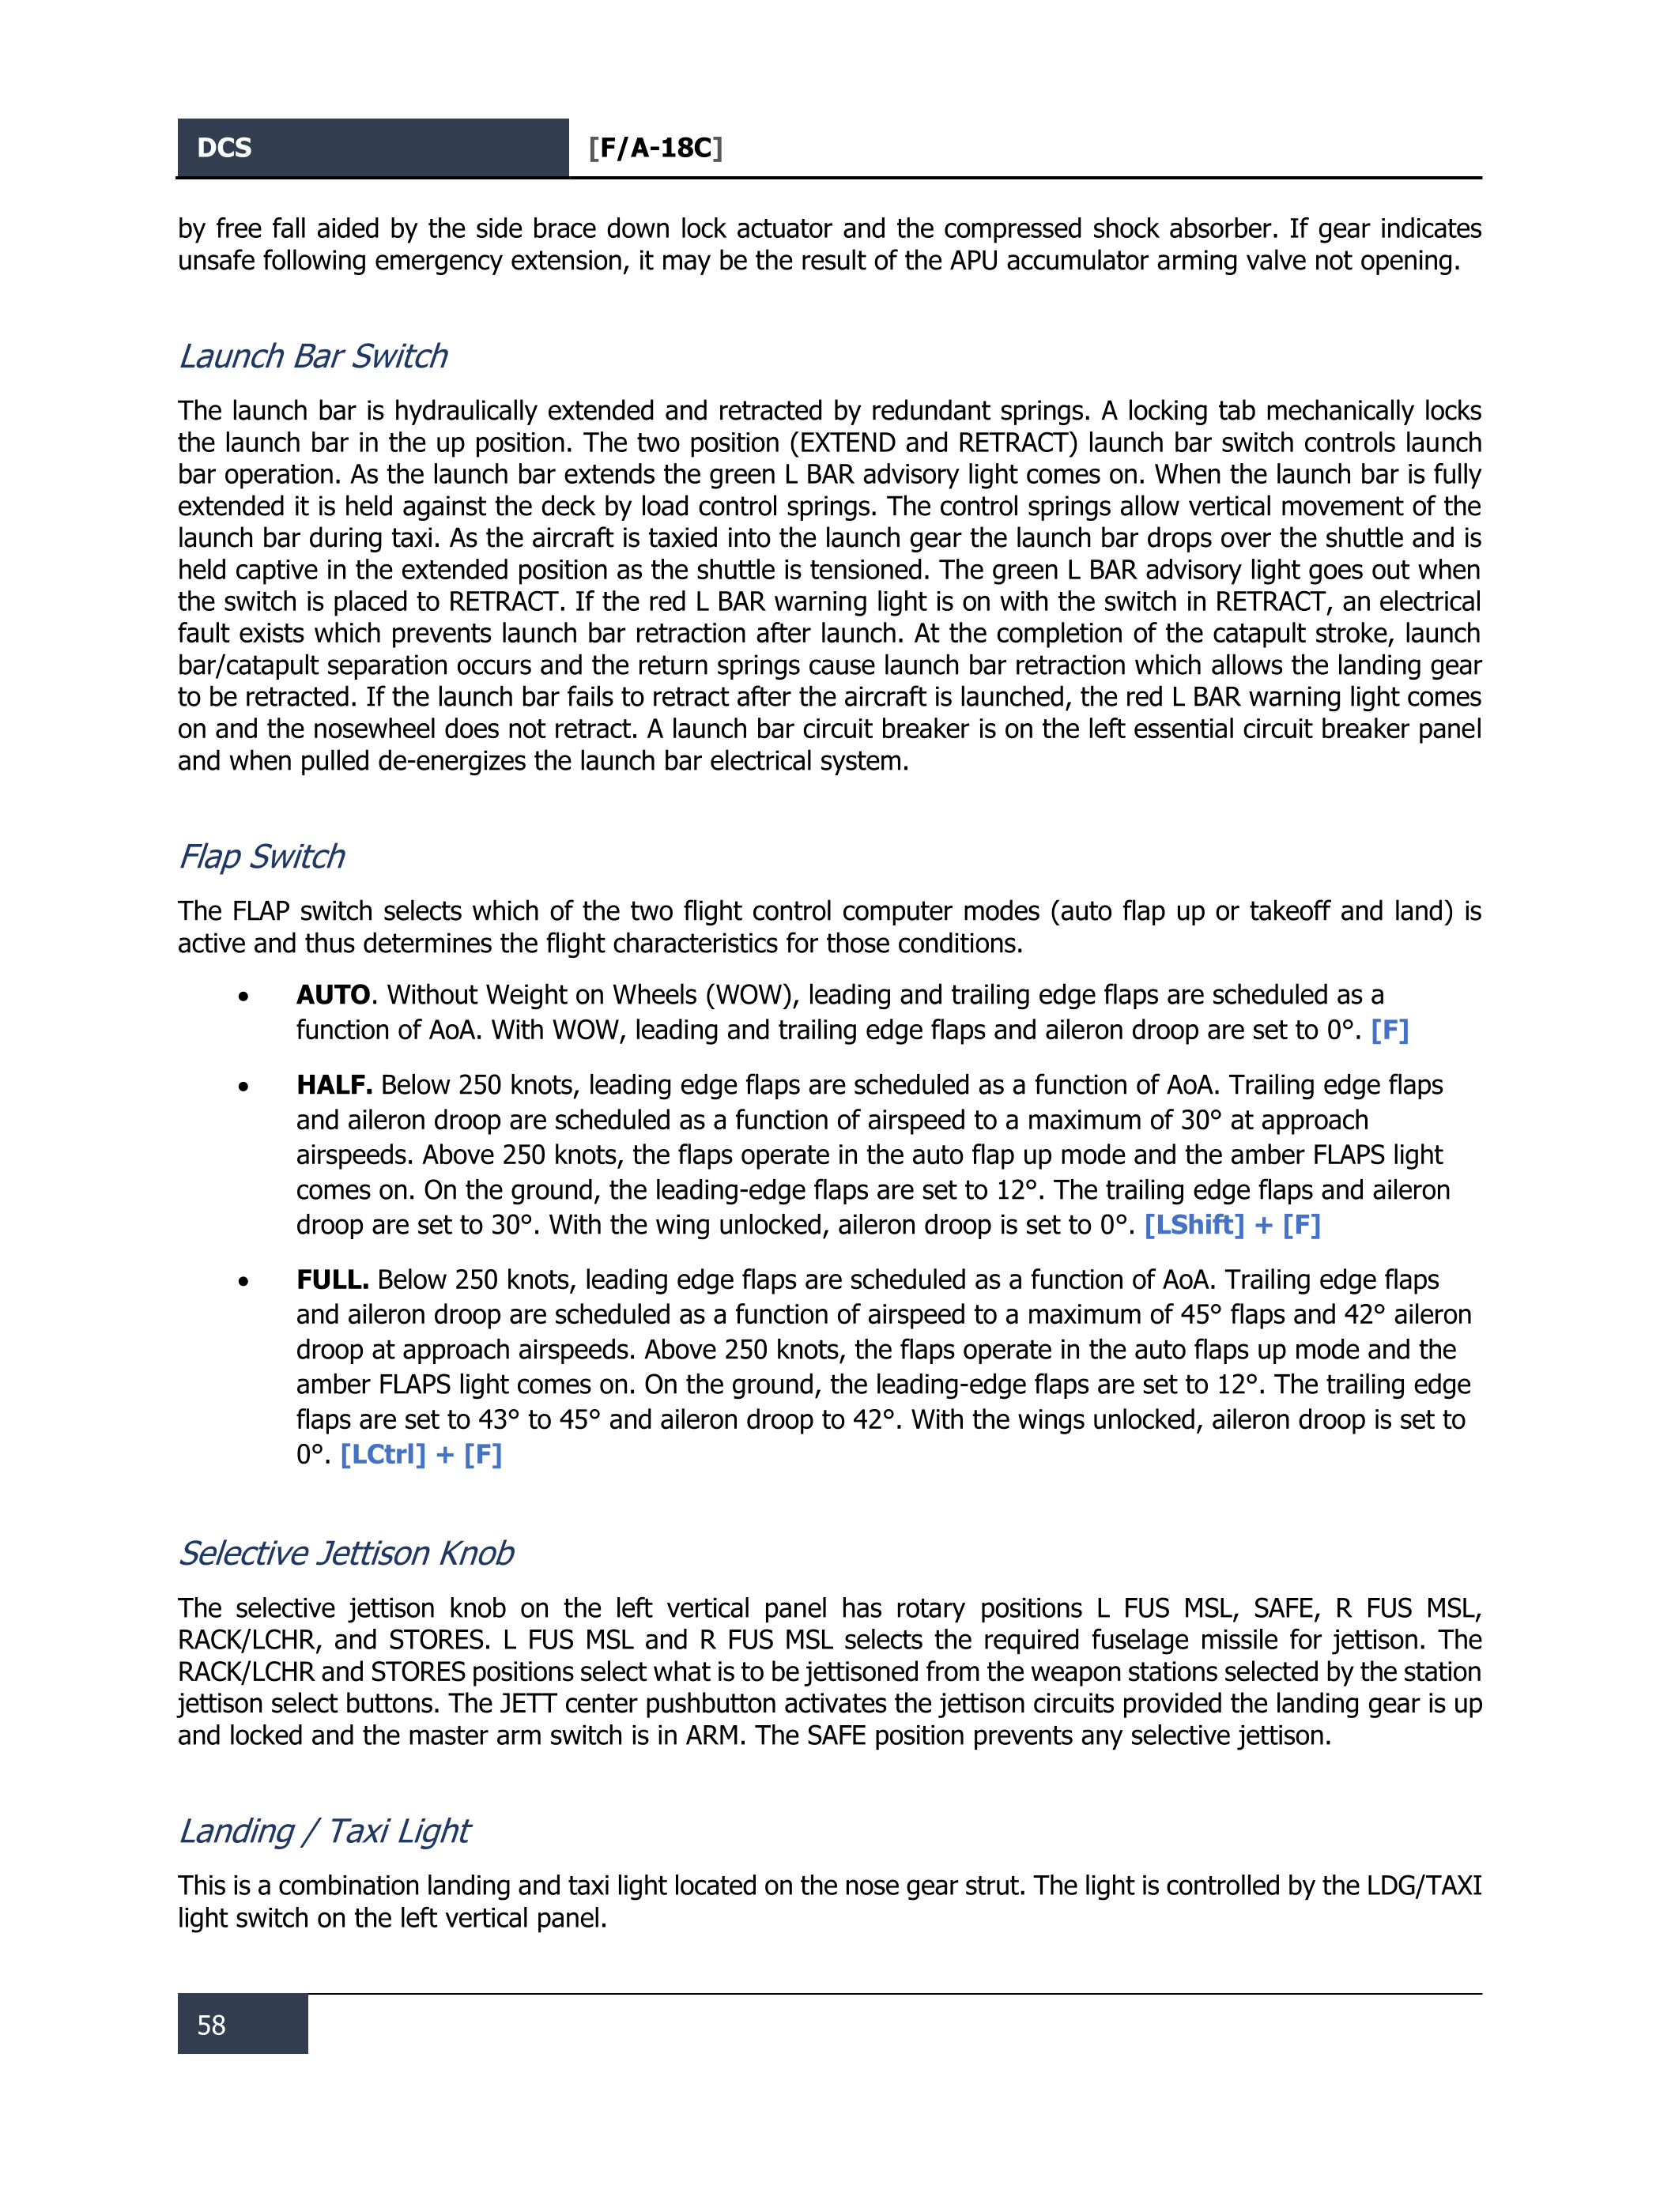 DCS [F/A-18C]
by free fall aided by the side brace down lock actuator and the compressed shock absorber. If gear indicates
unsafe following emergency extension, it may be the result of the APU accumulator arming valve not opening.
Launch Bar Switch
The launch bar is hydraulically extended and retracted by redundant springs. A locking tab mechanically locks
the launch bar in the up position. The two position (EXTEND and RETRACT) launch bar switch controls launch
bar operation. As the launch bar extends the green L BAR advisory light comes on. When the launch bar is fully
extended it is held against the deck by load control springs. The control springs allow vertical movement of the
launch bar during taxi. As the aircraft is taxied into the launch gear the launch bar drops over the shuttle and is
held captive in the extended position as the shuttle is tensioned. The green L BAR advisory light goes out when
the switch is placed to RETRACT. If the red L BAR warning light is on with the switch in RETRACT, an electrical
fault exists which prevents launch bar retraction after launch. At the completion of the catapult stroke, launch
bar/catapult separation occurs and the return springs cause launch bar retraction which allows the landing gear
to be retracted. If the launch bar fails to retract after the aircraft is launched, the red L BAR warning light comes
on and the nosewheel does not retract. A launch bar circuit breaker is on the left essential circuit breaker panel
and when pulled de-energizes the launch bar electrical system.
Flap Switch
The FLAP switch selects which of the two flight control computer modes (auto flap up or takeoff and land) is
active and thus determines the flight characteristics for those conditions.
• AUTO. Without Weight on Wheels (WOW), leading and trailing edge flaps are scheduled as a
function of AoA. With WOW, leading and trailing edge flaps and aileron droop are set to 0°. [F]
• HALF. Below 250 knots, leading edge flaps are scheduled as a function of AoA. Trailing edge flaps
and aileron droop are scheduled as a function of airspeed to a maximum of 30° at approach
airspeeds. Above 250 knots, the flaps operate in the auto flap up mode and the amber FLAPS light
comes on. On the ground, the leading-edge flaps are set to 12°. The trailing edge flaps and aileron
droop are set to 30°. With the wing unlocked, aileron droop is set to 0°. [LShift] + [F]
• FULL. Below 250 knots, leading edge flaps are scheduled as a function of AoA. Trailing edge flaps
and aileron droop are scheduled as a function of airspeed to a maximum of 45° flaps and 42° aileron
droop at approach airspeeds. Above 250 knots, the flaps operate in the auto flaps up mode and the
amber FLAPS light comes on. On the ground, the leading-edge flaps are set to 12°. The trailing edge
flaps are set to 43° to 45° and aileron droop to 42°. With the wings unlocked, aileron droop is set to
0°. [LCtrl] + [F]
Selective Jettison Knob
The selective jettison knob on the left vertical panel has rotary positions L FUS MSL, SAFE, R FUS MSL,
RACK/LCHR, and STORES. L FUS MSL and R FUS MSL selects the required fuselage missile for jettison. The
RACK/LCHR and STORES positions select what is to be jettisoned from the weapon stations selected by the station
jettison select buttons. The JETT center pushbutton activates the jettison circuits provided the landing gear is up
and locked and the master arm switch is in ARM. The SAFE position prevents any selective jettison.
Landing / Taxi Light
This is a combination landing and taxi light located on the nose gear strut. The light is controlled by the LDG/TAXI
light switch on the left vertical panel.
58